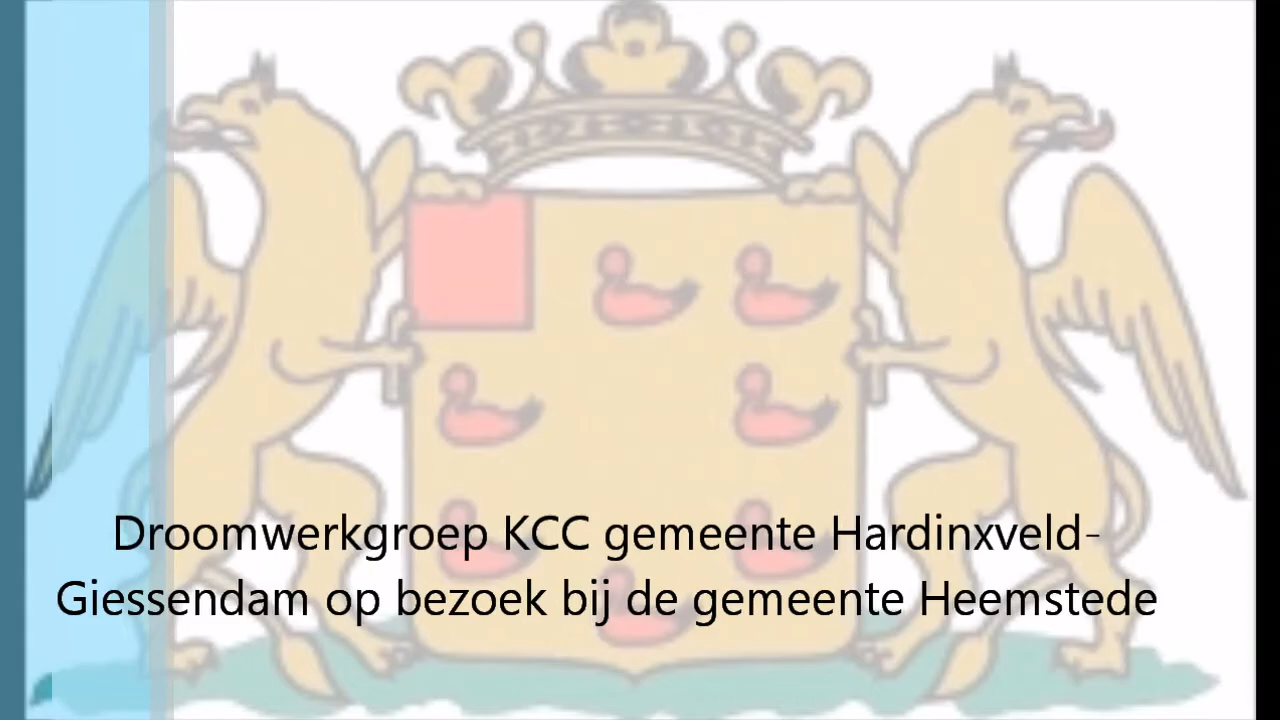 Droomwerkgroep KCC gemeente Hardinxveld-
Giessendam op bezoek bij de gemeente Heemstede